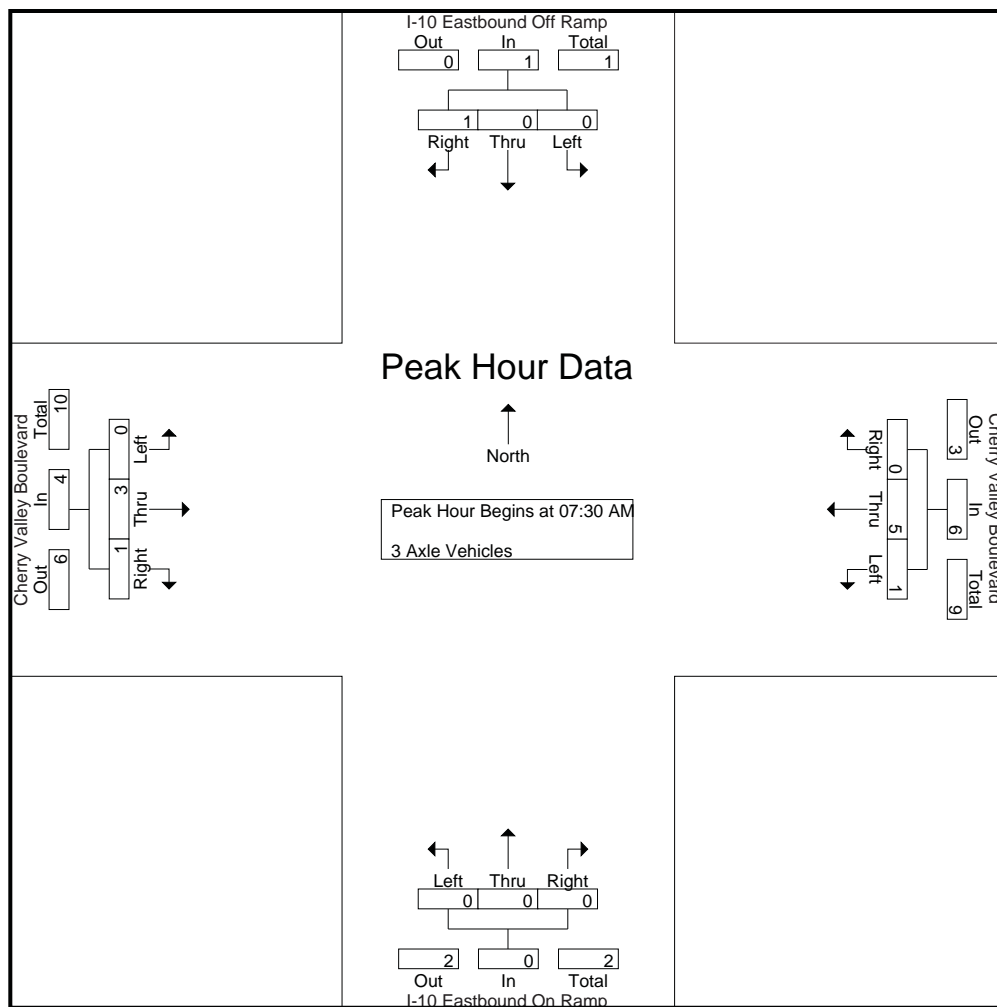 I-10 Eastbound Off Ramp
Out In Total
0 1 1
1 0 0
Right Thru Left
Peak Hour Data
North
Peak Hour Begins at 07:30 AM
3 Axle Vehicles
Cherry Valley Boulevard
Out In Total
6 4 10
Right Thru Left
1 3 0
Cherry Valley Boulevard
Out In Total
3 6 9
Right Thru Left
0 5 1
Left Thru Right
0 0 0
2 0 2
Out In Total
I-10 Eastbound On Ramp